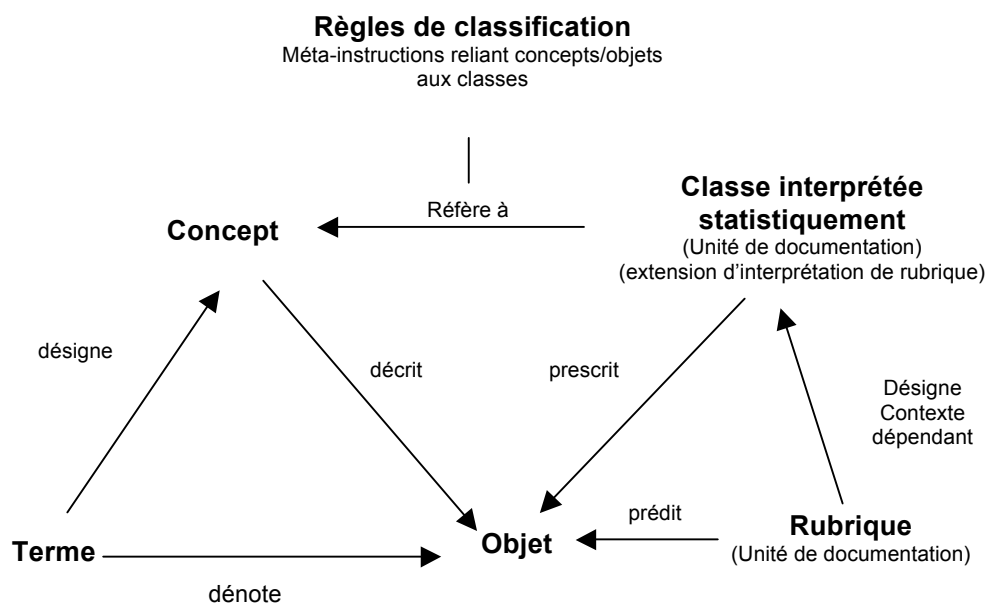 Règles de classification
Méta-instructions reliant concepts/objets
aux classes
Réfère à
Concept
Classe interprétée
statistiquement
(Unité de documentation)
(extension d’interprétation de rubrique)
désigne
décrit
prescrit
Désigne
Contexte
dépendant
Terme
dénote
Objet
prédit
Rubrique
(Unité de documentation)